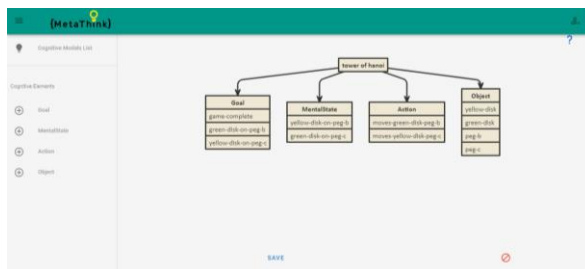 {MetaThink}
?
Cognitive Models List
Cognitive Elements
Goal
MentalState
Action
Object
tower of hanoi
Goal
game-complete
green-disk-on-peg-b
yellow-disk-on-peg-c
MentalState
yellow-disk-on-peg-b
green-disk-on-peg-c
Action
moves-green-disk-peg-b
moves-yellow-disk-peg-c
Object
yellow-disk
green-disk
peg-b
peg-c
SAVE